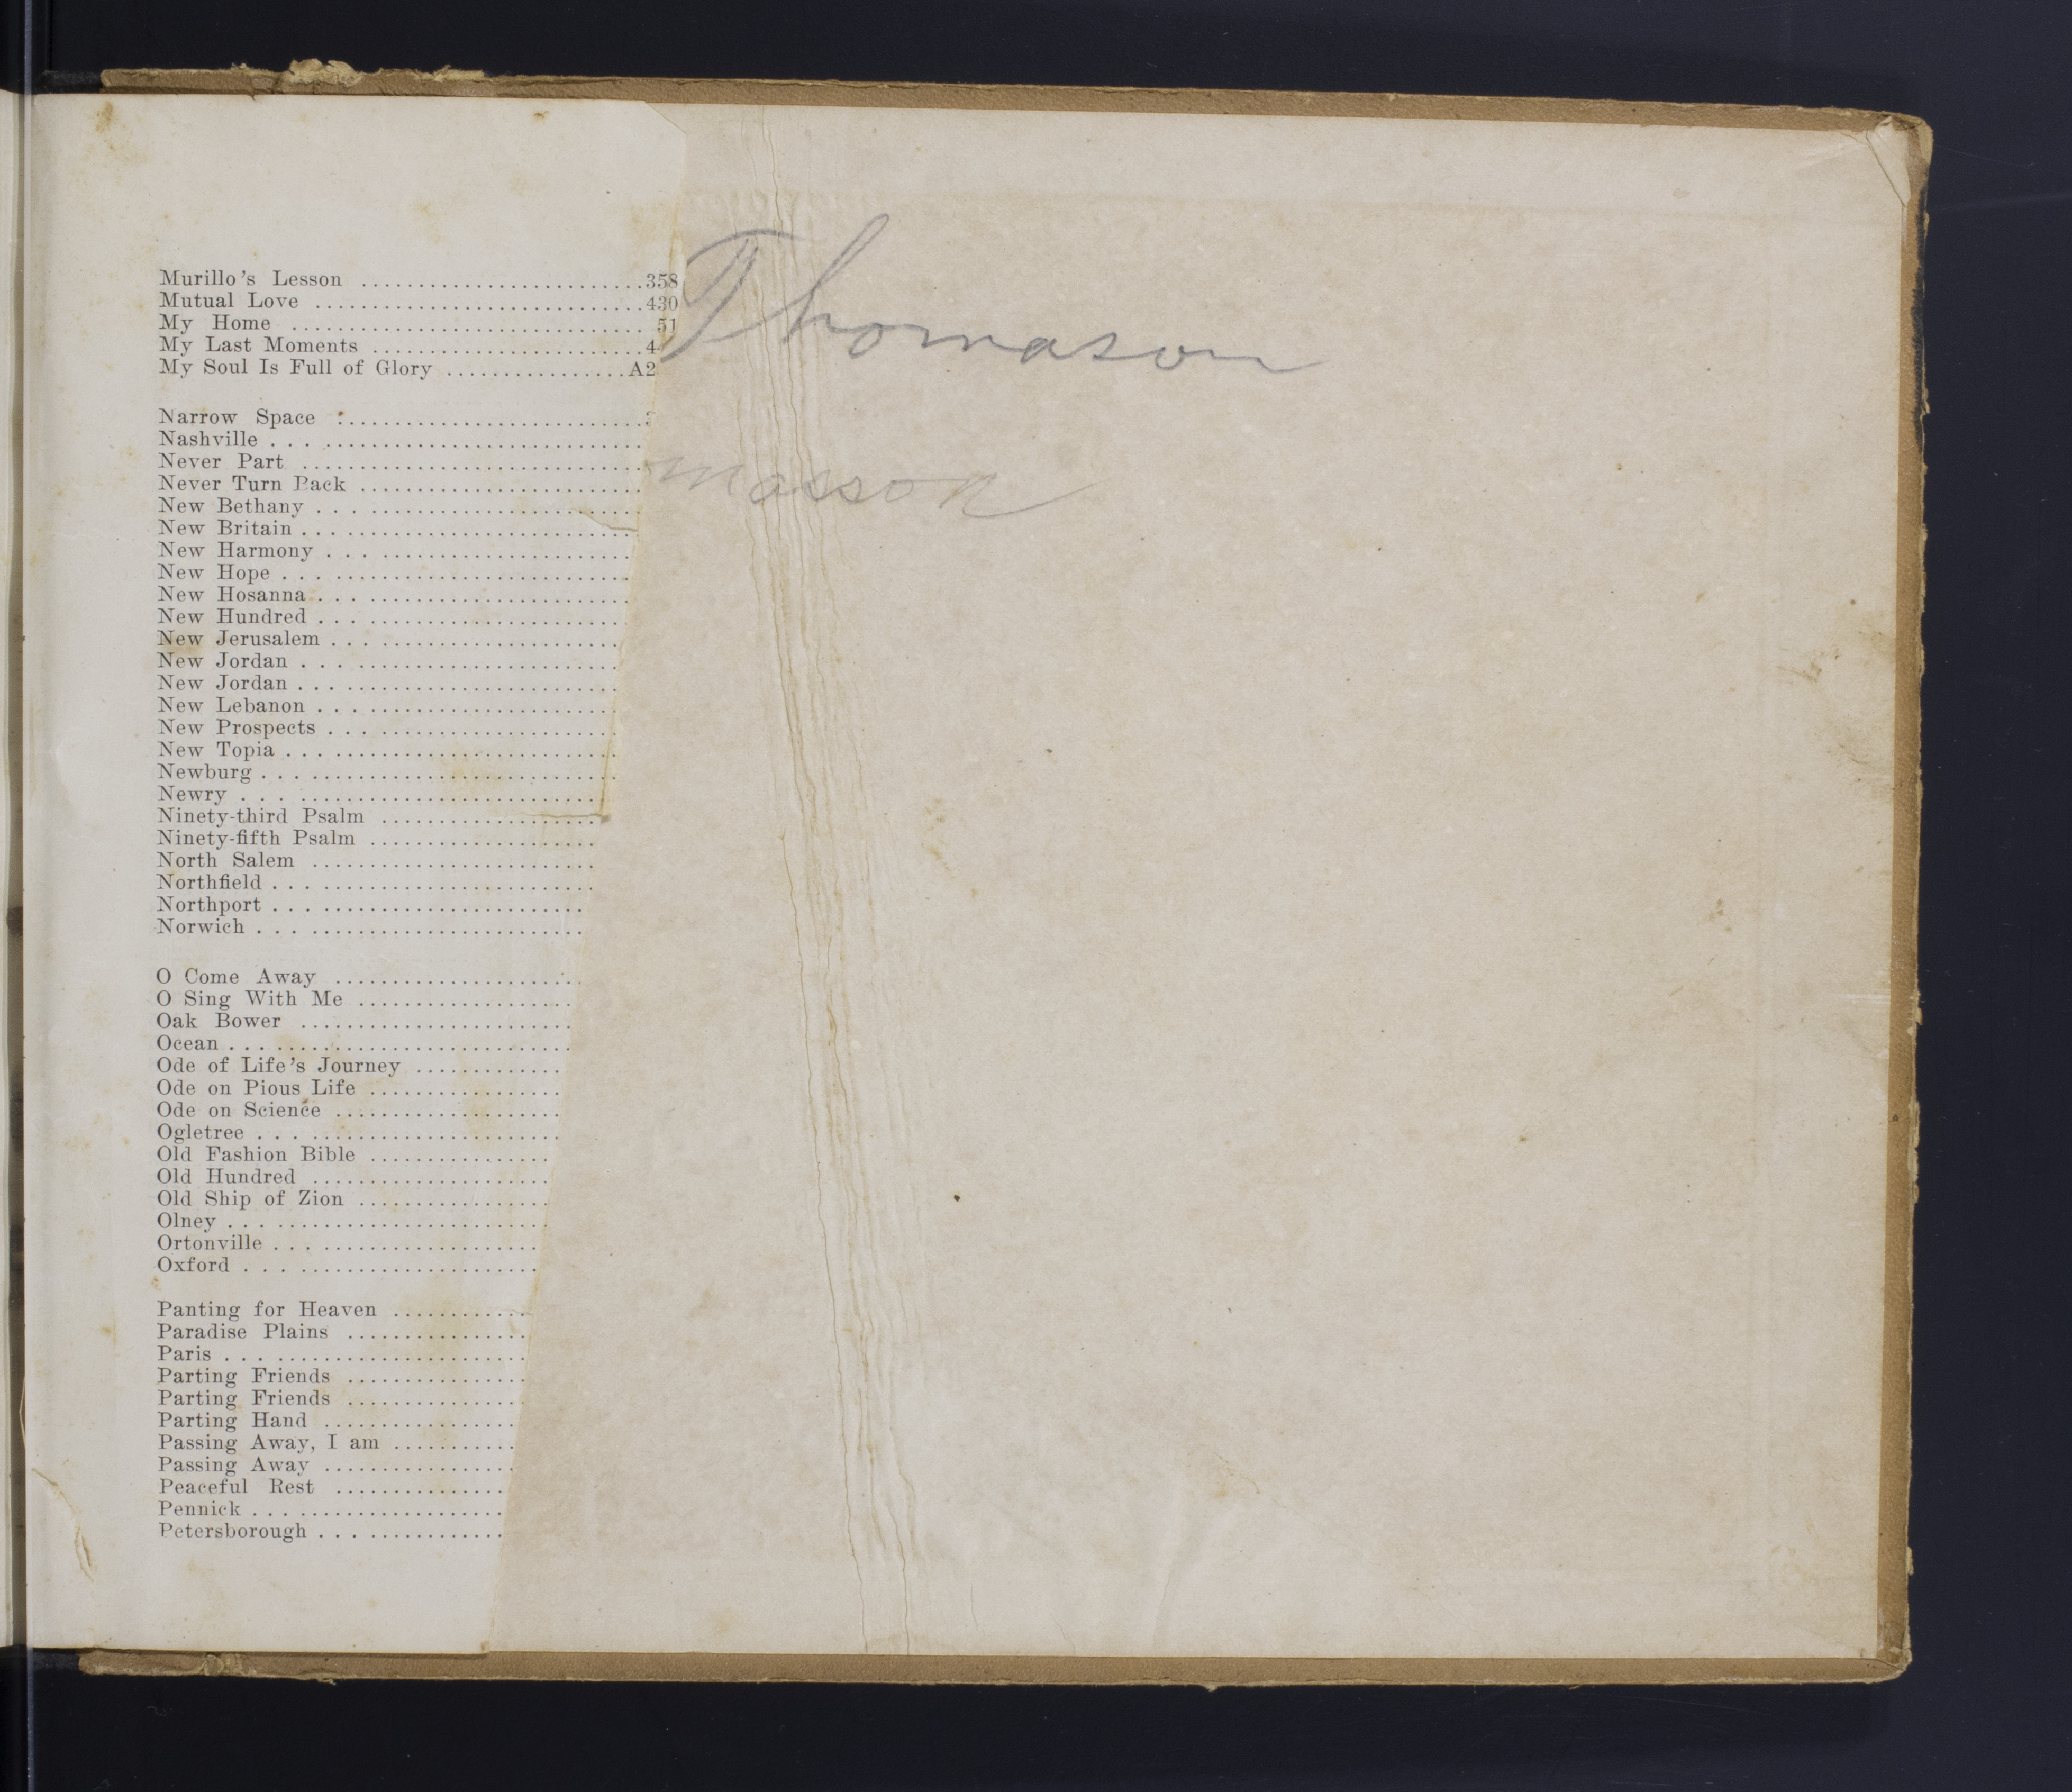 Murillo's Lesson ..........................358
Mutual Love ..............................430
My Home ................................51
My Last Moments ........................4
My Soul Is Full of Glory ................A2
Thomason
Narrow Space ............................
Nashville ................................
Never Part ..............................
masson
Never Turn Back .........................
New Bethany ............................
New Britain .............................
New Harmony ...........................
New Hope ...............................
New Hosanna ............................
New Hundred ............................
New Jerusalem ..........................
New Jordan .............................
New Jordan .............................
New Lebanon ............................
New Prospects ...........................
New Topia ...............................
Newburg ................................
Newry ..................................
Ninety-third Psalm .....................
Ninety-fifth Psalm .....................
North Salem ............................
Northfield ..............................
Northport ..............................
Norwich ................................
O Come Away ...........................
O Sing With Me ........................
Oak Bower .............................
Ocean ..................................
Ode of Life's Journey ...............
Ode on Pious Life ...................
Ode on Science ......................
Ogletree .............................
Old Fashion Bible ..................
Old Hundred ........................
Old Ship of Zion ...................
Olney ................................
Ortonville ...........................
Oxford ...............................
Panting for Heaven ...............
Paradise Plains ...................
Paris ...............................
Parting Friends ...................
Parting Friends ...................
Parting Hand .....................
Passing Away, I am ..............
Passing Away .....................
Peaceful Rest ....................
Pennick ...........................
Petersborough ....................